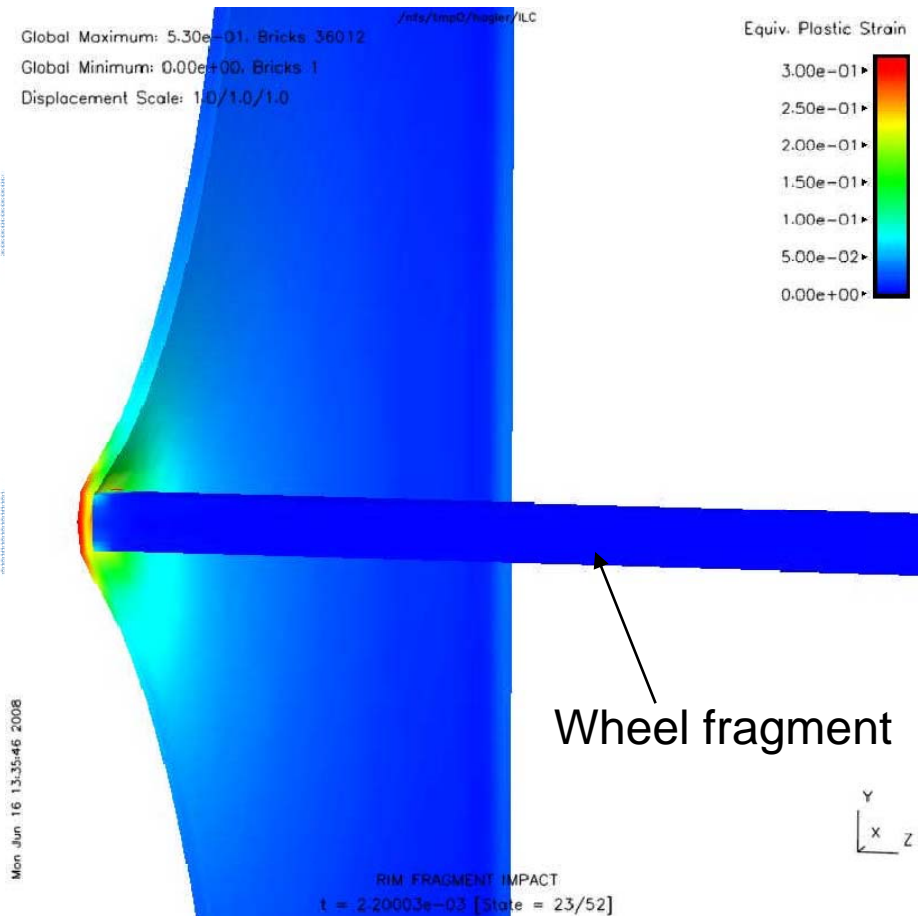 /nfs/tmp0/hagler/ILC
Global Maximum: 5.30e-01, Bricks 36012
Global Minimum: 0.00e+00, Bricks 1
Displacement Scale: 1.0/1.0/1.0
Equiv. Plastic Strain
3.00e-01
2.50e-01
2.00e-01
1.50e-01
1.00e-01
5.00e-02
0.00e+00
Wheel fragment
Mon Jun 16 13:35:46 2008
Y
X
Z
RIM FRAGMENT IMPACT
t = 2.20003e-03 [State = 23/52]